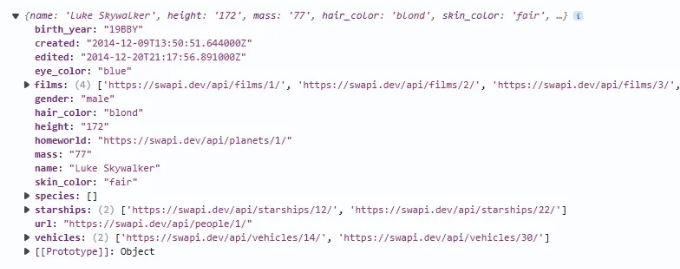 ▼ {name: 'Luke Skywalker', height: '172', mass: '77', hair_color: 'blond', skin_color: 'fair', …} i
birth_year: "19BBY"
created: "2014-12-09T13:50:51.644000Z"
edited: "2014-12-20T21:17:56.891000Z"
eye_color: "blue"
▶ films: (4) ['https://swapi.dev/api/films/1/', 'https://swapi.dev/api/films/2/', 'https://swapi.dev/api/films/3/',
gender: "male"
hair_color: "blond"
height: "172"
homeworld: "https://swapi.dev/api/planets/1/"
mass: "77"
name: "Luke Skywalker"
skin_color: "fair"
▶ species: []
▶ starships: (2) ['https://swapi.dev/api/starships/12/', 'https://swapi.dev/api/starships/22/']
url: "https://swapi.dev/api/people/1/"
▶ vehicles: (2) ['https://swapi.dev/api/vehicles/14/', 'https://swapi.dev/api/vehicles/30/']
▶ [[Prototype]]: Object